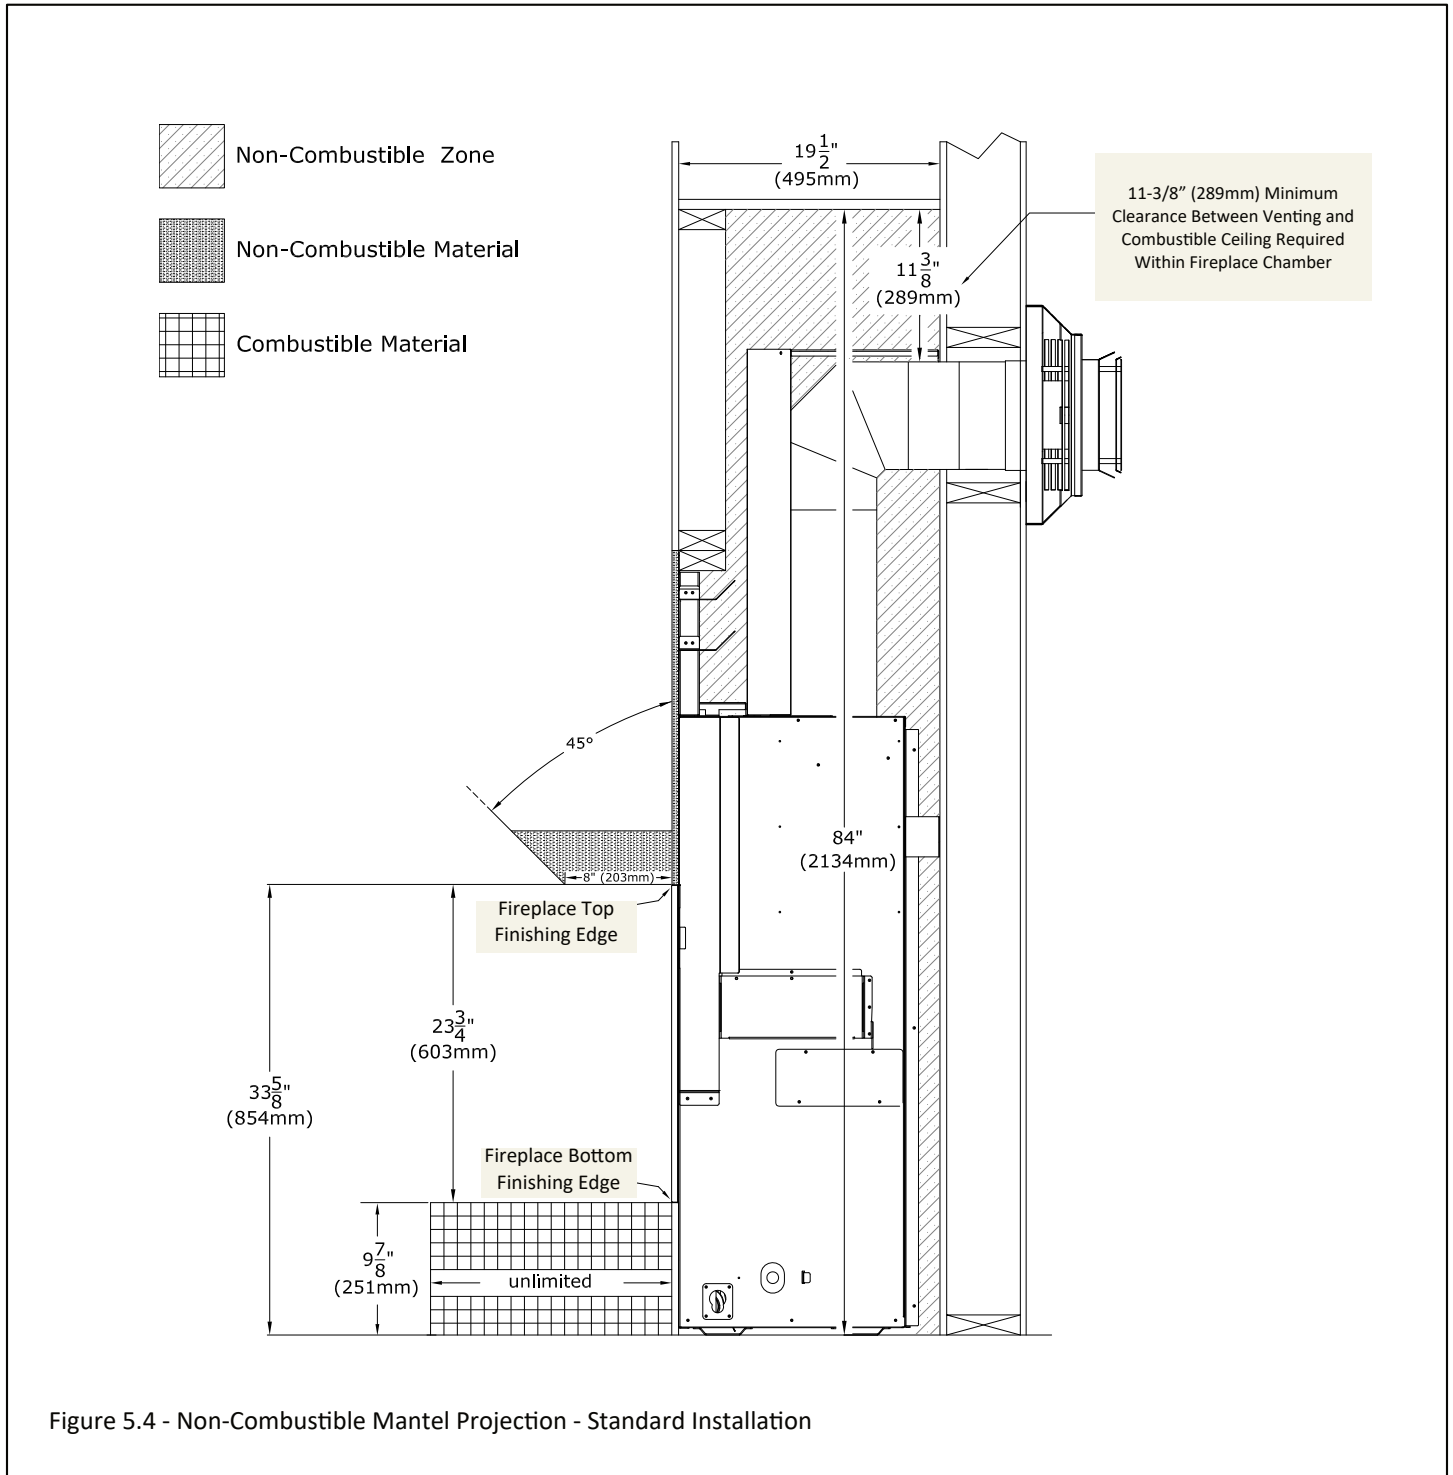 Non-Combustible Zone
Non-Combustible Material
Combustible Material
19 1/2"
(495mm)
11-3/8” (289mm) Minimum
Clearance Between Venting and
Combustible Ceiling Required
Within Fireplace Chamber
11 3/8"
(289mm)
45°
84"
(2134mm)
8" (203mm)
Fireplace Top
Finishing Edge
23 3/4"
(603mm)
33 5/8"
(854mm)
Fireplace Bottom
Finishing Edge
9 7/8"
(251mm)
unlimited
Figure 5.4 - Non-Combustible Mantel Projection - Standard Installation